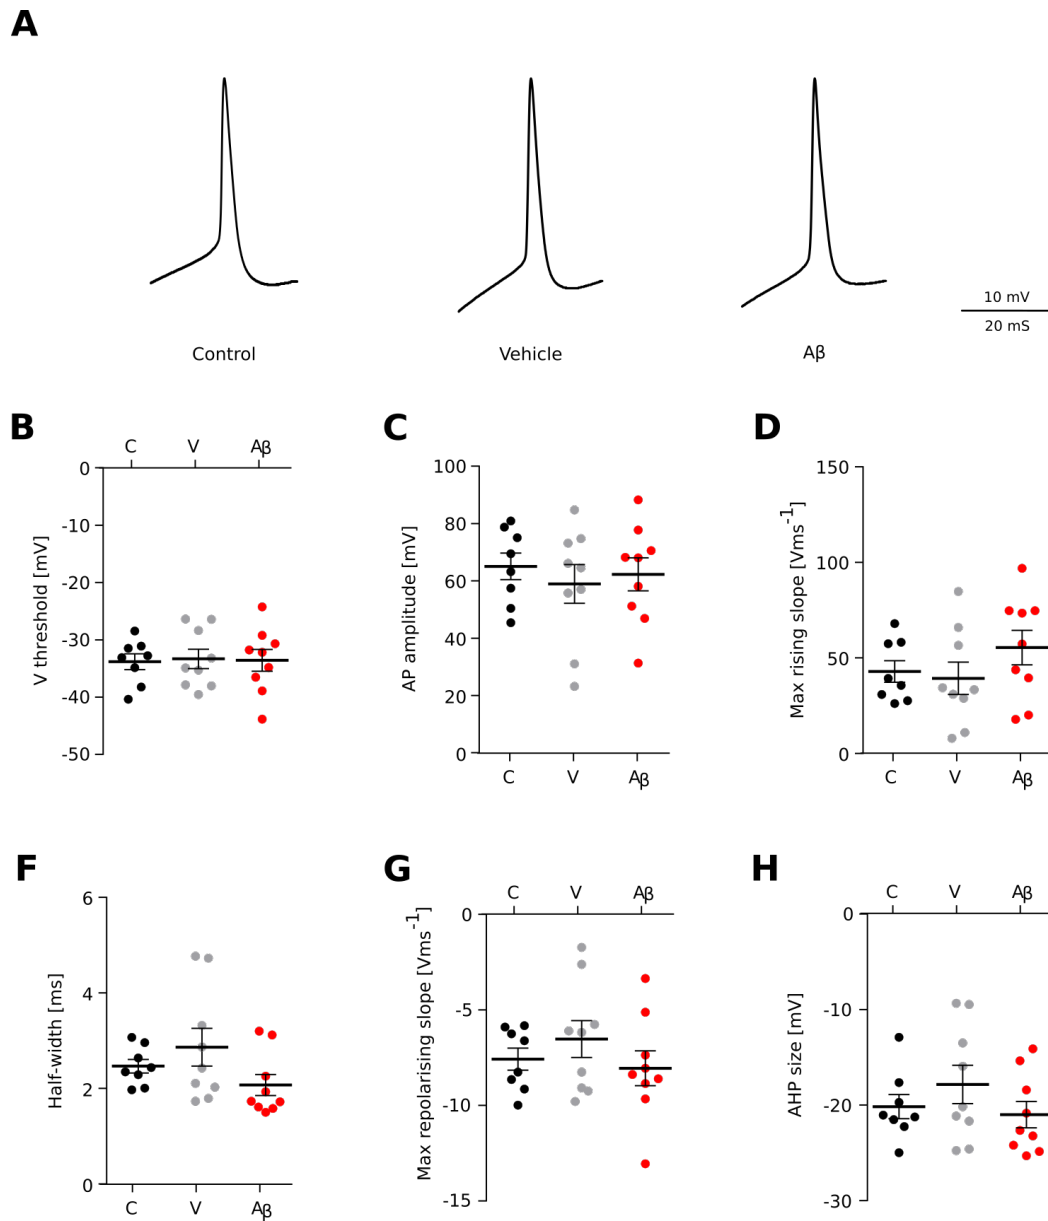 A
10 mV
20 mS
Control
Vehicle
Aβ
B
C
V
Aβ
V threshold [mV]
0
-10
-20
-30
-40
-50
C
AP amplitude [mV]
100
80
60
40
20
0
C
V
Aβ
D
Max rising slope [Vms-1]
150
100
50
0
C
V
Aβ
F
Half-width [ms]
6
4
2
0
C
V
Aβ
G
C
V
Aβ
Max repolarising slope [Vms-1]
0
-5
-10
-15
H
C
V
Aβ
AHP size [mV]
0
-10
-20
-30